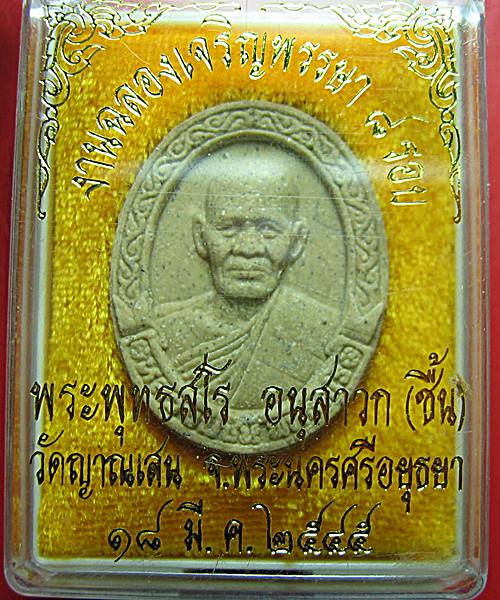 งานฉลองเจริญพรรษา ๘ รอบ
พระพุทธสโร อนุสาวก (ชื้น)
วัดญาณเสน จ.พระนครศรีอยุธยา
๑๘ มี. ค. ๒๕๔๕